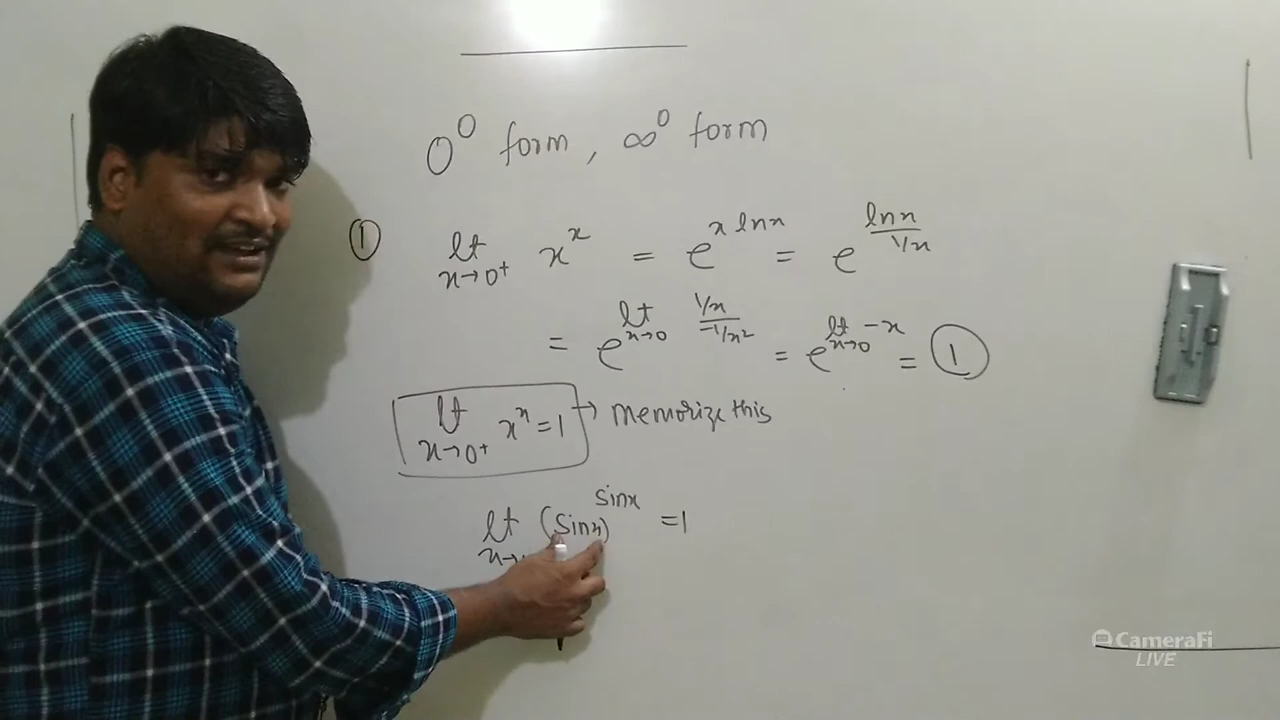 0⁰ form, ∞⁰ form
① lt x→0⁺ xˣ = e^(x lnx) = e^(lnx / 1/x)
= e^(lt x→0 (1/x) / (-1/x²)) = e^(lt x→0 -x) = ①
lt x→0⁺ xˣ = 1 → Memorize this
lt x→ (Sinx)^Sinx = 1
CameraFi
LIVE